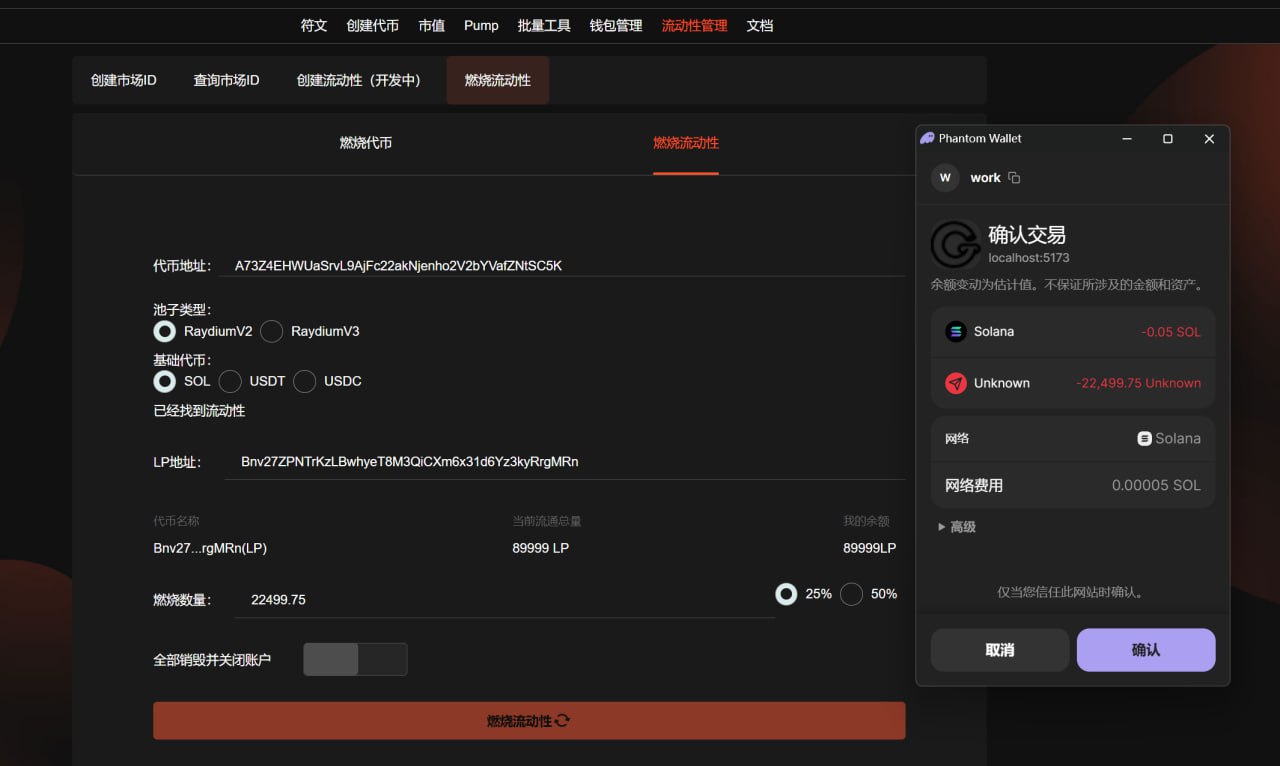 符文 创建代币 市值 Pump 批量工具 钱包管理 流动性管理 文档
创建市场ID 查询市场ID 创建流动性（开发中） 燃烧流动性
燃烧代币 燃烧流动性
代币地址： A73Z4EHWUaSrvL9AjFc22akNjenho2V2bYVafZNtSC5K
池子类型：
RaydiumV2 RaydiumV3
基础代币：
SOL USDT USDC
已经找到流动性
LP地址： Bnv27ZPNTrKzLBwhyeT8M3QiCXm6x31d6Yz3kyRrgMRn
代币名称 当前流通总量 我的余额
Bnv27...rgMRn(LP) 89999 LP 89999LP
燃烧数量： 22499.75 25% 50%
全部销毁并关闭账户
燃烧流动性
Phantom Wallet
W work
确认交易
localhost:5173
余额变动为估计值。不保证所涉及的金额和资产。
Solana -0.05 SOL
Unknown -22,499.75 Unknown
网络 Solana
网络费用 0.00005 SOL
高级
仅当您信任此网站时确认。
取消 确认